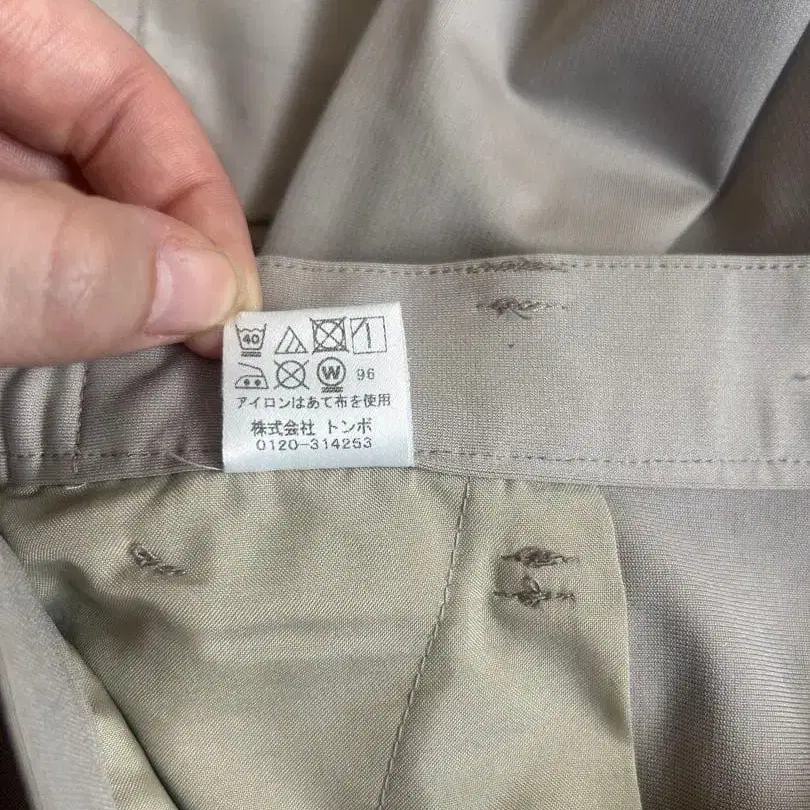 40
W 96
アイロンはあて布を使用
株式会社 トンボ
0120-314253